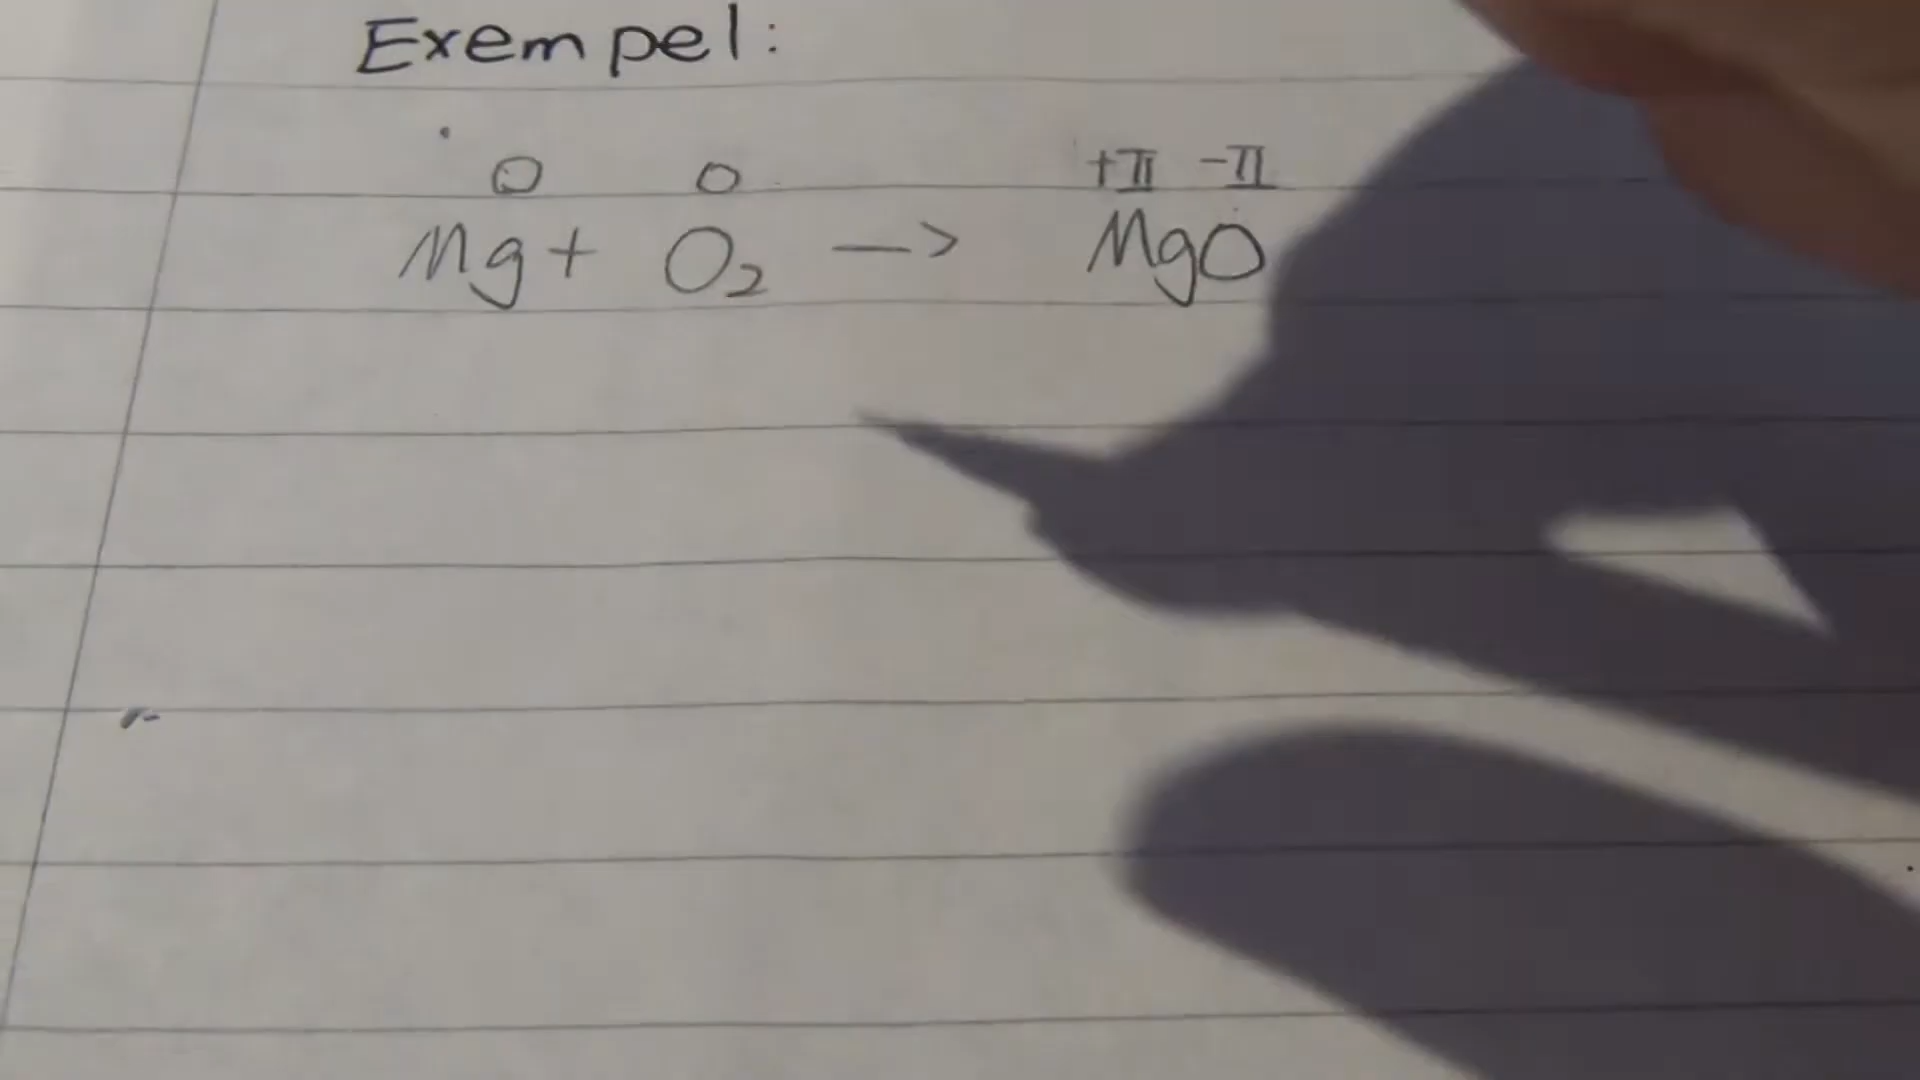 Exempel:
0 0 +II -II
Mg + O₂ -> MgO